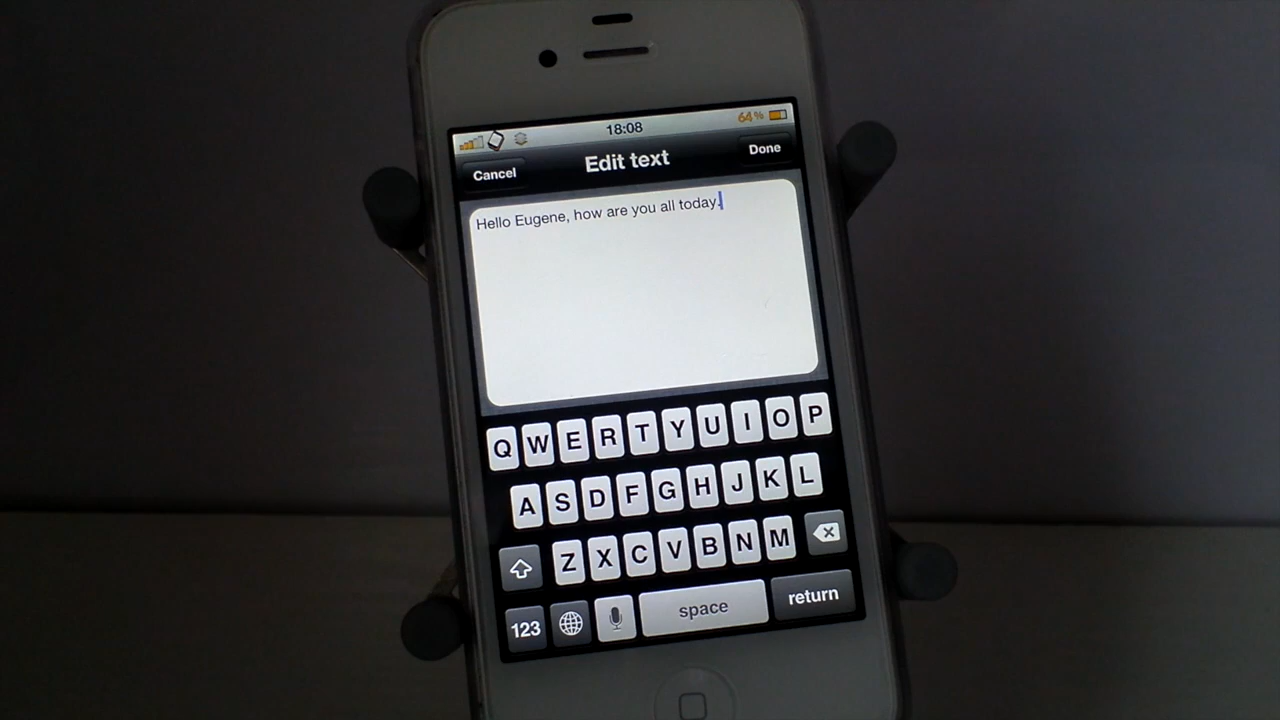 18:08
64%
Cancel
Edit text
Done
Hello Eugene, how are you all today.
Q W E R T Y U I O P
A S D F G H J K L
Z X C V B N M
123
space
return